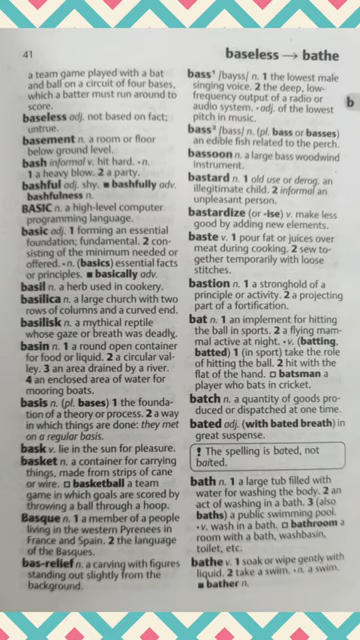 41
baseless → bathe
a team game played with a bat
and ball on a circuit of four bases,
which a batter must run around to
score.
baseless adj. not based on fact;
untrue.
basement n. a room or floor
below ground level.
bash informal v. hit hard. •n.
1 a heavy blow. 2 a party.
bashful adj. shy. ■ bashfully adv.
bashfulness n.
BASIC n. a high-level computer
programming language.
basic adj. 1 forming an essential
foundation; fundamental. 2 con-
sisting of the minimum needed or
offered. •n. (basics) essential facts
or principles. ■ basically adv.
basil n. a herb used in cookery.
basilica n. a large church with two
rows of columns and a curved end.
basilisk n. a mythical reptile
whose gaze or breath was deadly.
basin n. 1 a round open container
for food or liquid. 2 a circular val-
ley. 3 an area drained by a river.
4 an enclosed area of water for
mooring boats.
basis n. (pl. bases) 1 the founda-
tion of a theory or process. 2 a way
in which things are done: they met
on a regular basis.
bask v. lie in the sun for pleasure.
basket n. a container for carrying
things, made from strips of cane
or wire. □ basketball a team
game in which goals are scored by
throwing a ball through a hoop.
Basque n. 1 a member of a people
living in the western Pyrenees in
France and Spain. 2 the language
of the Basques.
bas-relief n. a carving with figures
standing out slightly from the
background.
bass¹ /bayss/ n. 1 the lowest male
singing voice. 2 the deep, low-
frequency output of a radio or
audio system. •adj. of the lowest
pitch in music.
bass² /bass/ n. (pl. bass or basses)
an edible fish related to the perch.
bassoon n. a large bass woodwind
instrument.
bastard n. 1 old use or derog. an
illegitimate child. 2 informal an
unpleasant person.
bastardize (or -ise) v. make less
good by adding new elements.
baste v. 1 pour fat or juices over
meat during cooking. 2 sew to-
gether temporarily with loose
stitches.
bastion n. 1 a stronghold of a
principle or activity. 2 a projecting
part of a fortification.
bat n. 1 an implement for hitting
the ball in sports. 2 a flying mam-
mal active at night. •v. (batting,
batted) 1 (in sport) take the role
of hitting the ball. 2 hit with the
flat of the hand. □ batsman a
player who bats in cricket.
batch n. a quantity of goods pro-
duced or dispatched at one time.
bated adj. (with bated breath) in
great suspense.
! The spelling is bated, not
baited.
bath n. 1 a large tub filled with
water for washing the body. 2 an
act of washing in a bath. 3 (also
baths) a public swimming pool.
•v. wash in a bath. □ bathroom a
room with a bath, washbasin,
toilet, etc.
bathe v. 1 soak or wipe gently with
liquid. 2 take a swim. •n. a swim.
■ bather n.
b